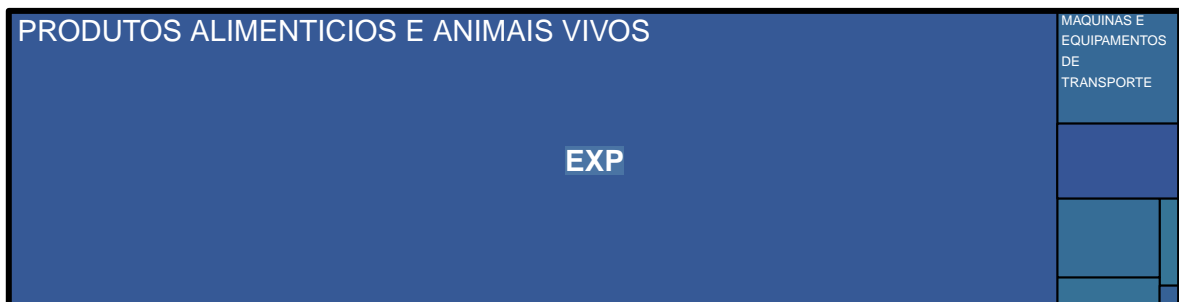 PRODUTOS ALIMENTICIOS E ANIMAIS VIVOS
MAQUINAS E
EQUIPAMENTOS
DE
TRANSPORTE
EXP